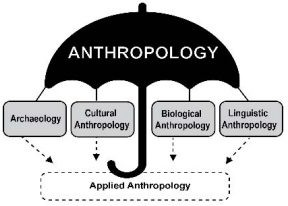 ANTHROPOLOGY
Archaeology
Cultural
Anthropology
Biological
Anthropology
Linguistic
Anthropology
Applied Anthropology